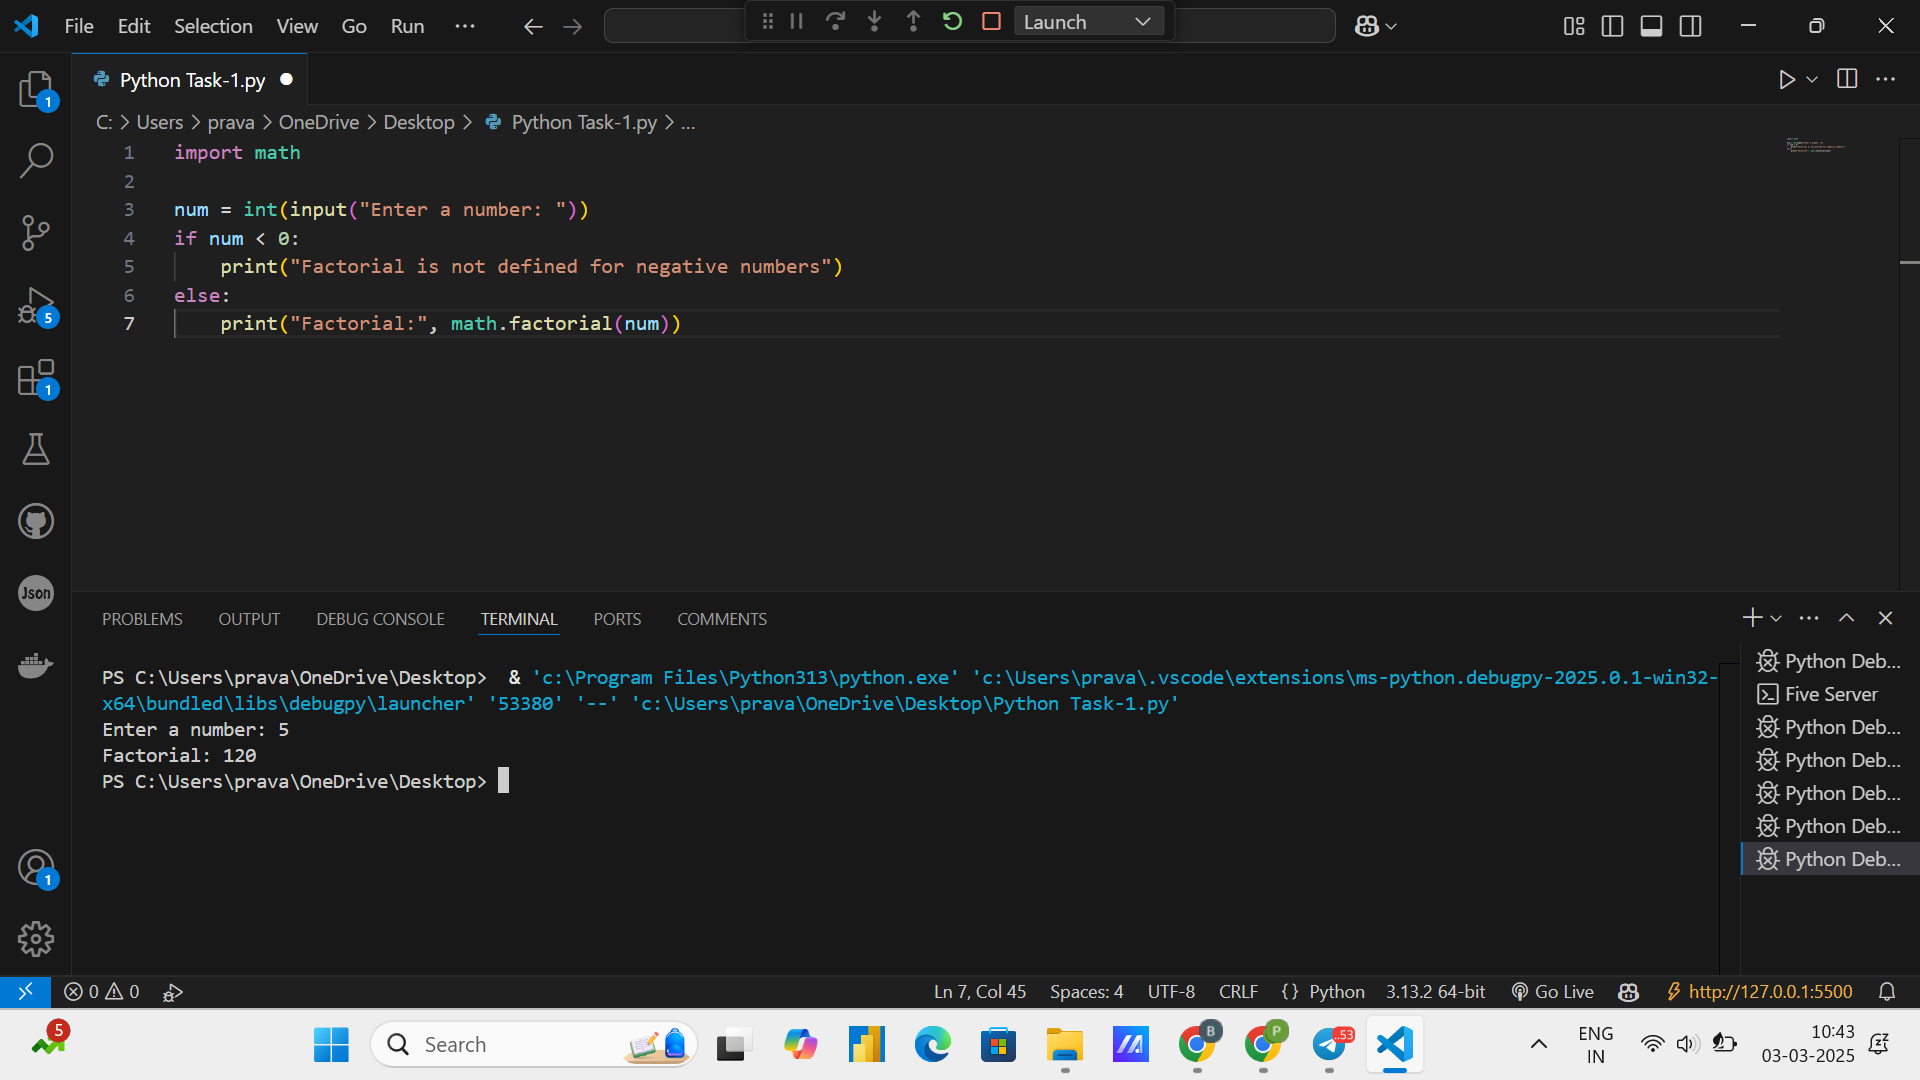 File Edit Selection View Go Run ...
Launch
Python Task-1.py
C: > Users > prava > OneDrive > Desktop > Python Task-1.py > ...
1 import math
2
3 num = int(input("Enter a number: "))
4 if num < 0:
5     print("Factorial is not defined for negative numbers")
6 else:
7     print("Factorial:", math.factorial(num))
1
5
1
Json
1
PROBLEMS OUTPUT DEBUG CONSOLE TERMINAL PORTS COMMENTS
PS C:\Users\prava\OneDrive\Desktop>  & 'c:\Program Files\Python313\python.exe' 'c:\Users\prava\.vscode\extensions\ms-python.debugpy-2025.0.1-win32-
x64\bundled\libs\debugpy\launcher' '53380' '--' 'c:\Users\prava\OneDrive\Desktop\Python Task-1.py'
Enter a number: 5
Factorial: 120
PS C:\Users\prava\OneDrive\Desktop>
Python Deb...
Five Server
Python Deb...
Python Deb...
Python Deb...
Python Deb...
Python Deb...
0 0 Ln 7, Col 45 Spaces: 4 UTF-8 CRLF {} Python 3.13.2 64-bit Go Live http://127.0.0.1:5500
5
Search
B
P
..53
ENG
IN
10:43
03-03-2025